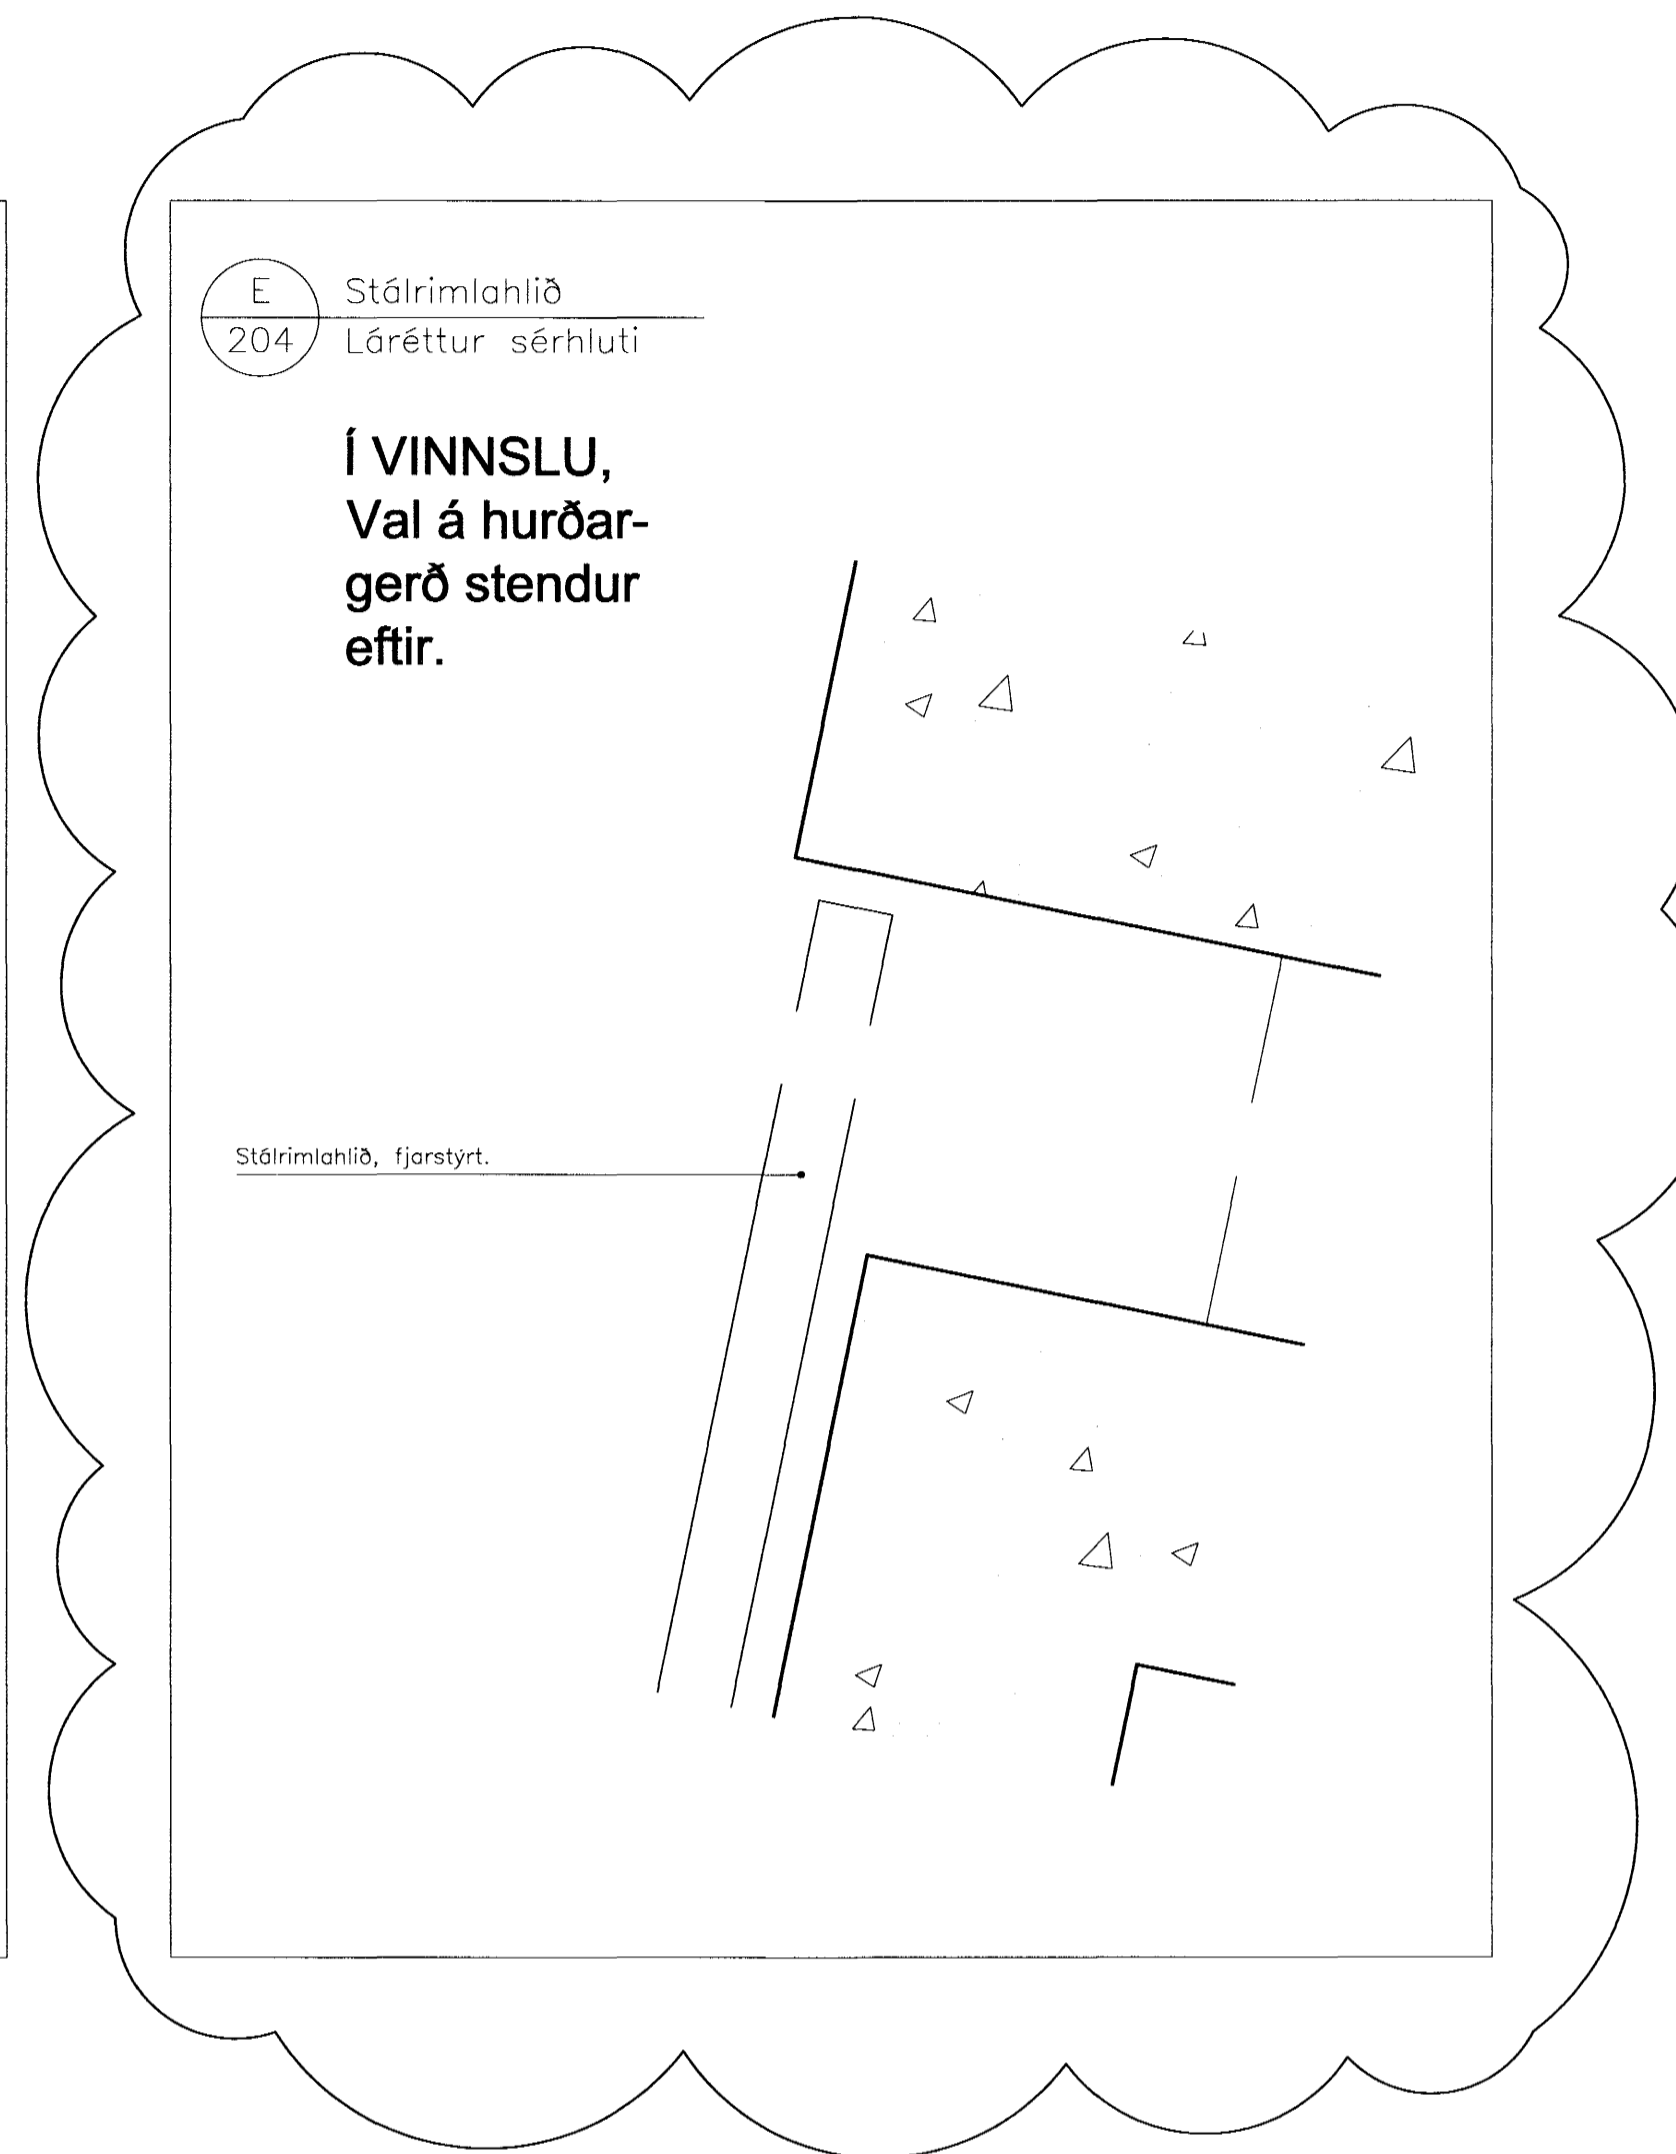 E
Stálrimlahlið
204
Láréttur sérhluti
Í VINNSLU,
Val á hurðar-
gerð stendur
eftir.
Stálrimlahlið, fjarstýrt.